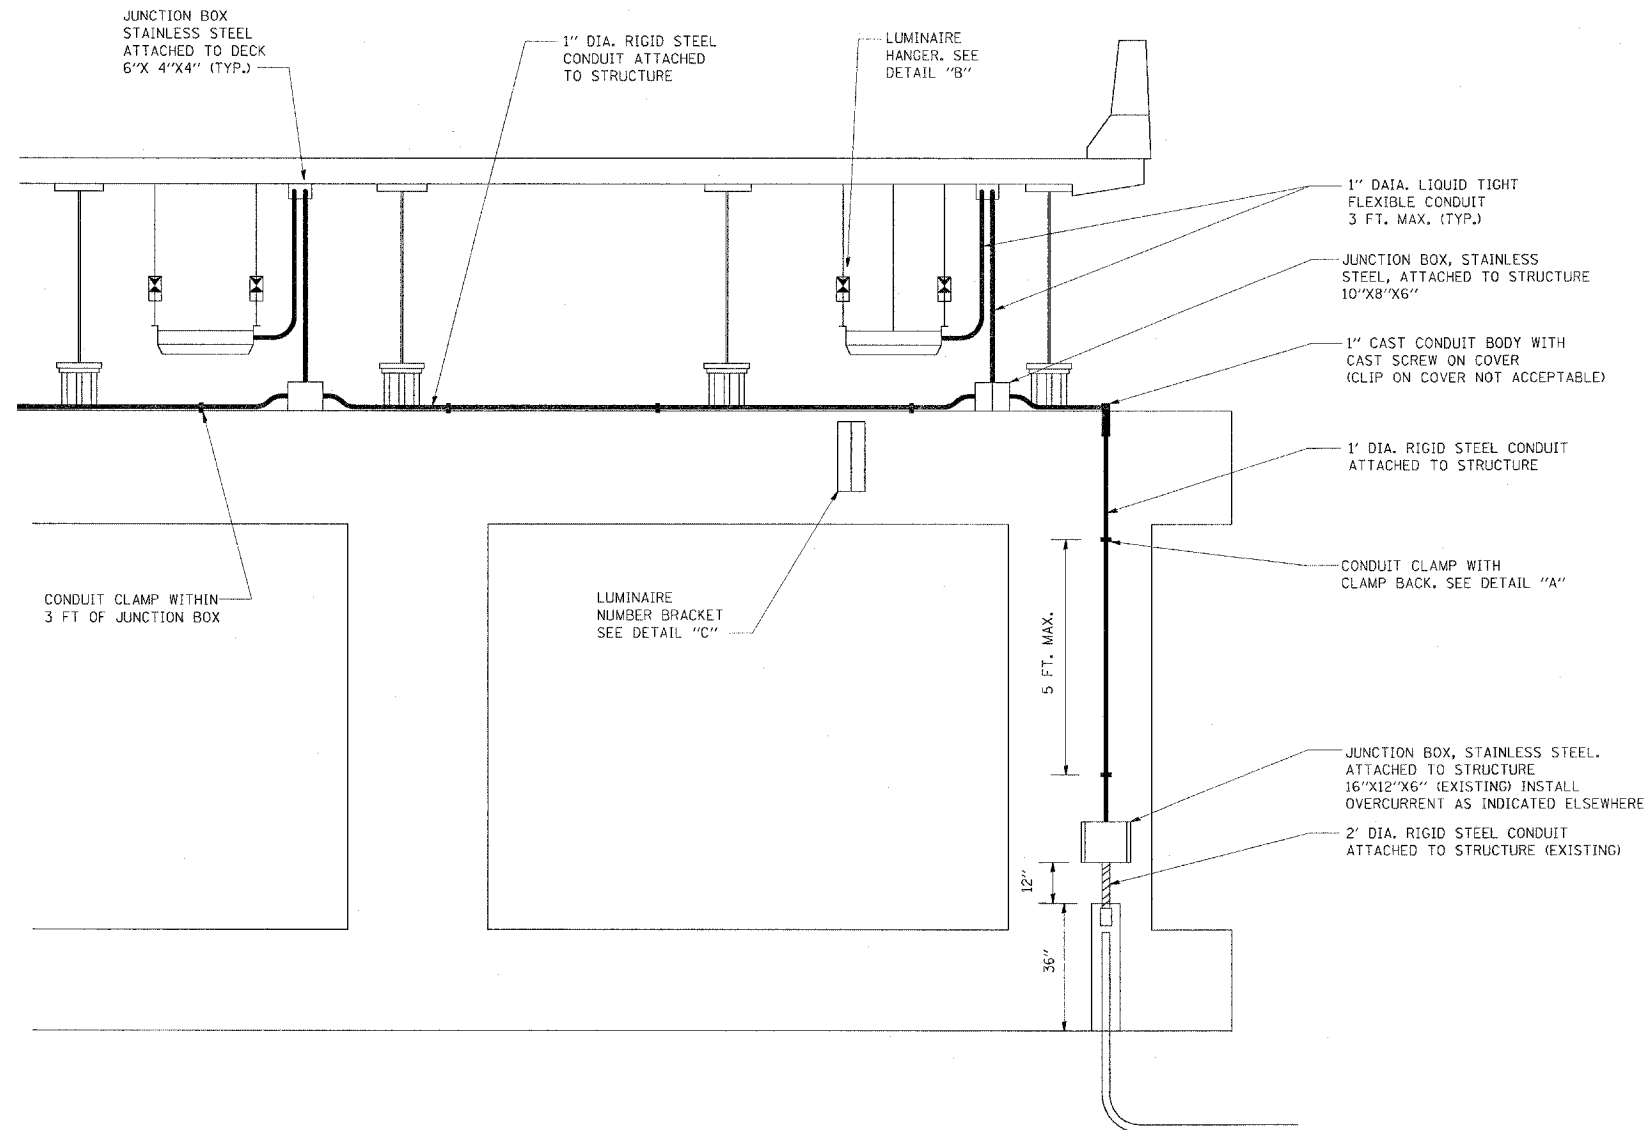 JUNCTION BOX
STAINLESS STEEL
ATTACHED TO DECK
6"X 4"X4" (TYP.)
1" DIA. RIGID STEEL
CONDUIT ATTACHED
TO STRUCTURE
LUMINAIRE
HANGER. SEE
DETAIL "B"
1" DAIA. LIQUID TIGHT
FLEXIBLE CONDUIT
3 FT. MAX. (TYP.)
JUNCTION BOX, STAINLESS
STEEL, ATTACHED TO STRUCTURE
10"X8"X6"
1" CAST CONDUIT BODY WITH
CAST SCREW ON COVER
(CLIP ON COVER NOT ACCEPTABLE)
1' DIA. RIGID STEEL CONDUIT
ATTACHED TO STRUCTURE
CONDUIT CLAMP WITH
CLAMP BACK. SEE DETAIL "A"
CONDUIT CLAMP WITHIN
3 FT OF JUNCTION BOX
LUMINAIRE
NUMBER BRACKET
SEE DETAIL "C"
5 FT. MAX.
JUNCTION BOX, STAINLESS STEEL.
ATTACHED TO STRUCTURE
16"X12"X6" (EXISTING) INSTALL
OVERCURRENT AS INDICATED ELSEWHERE
2' DIA. RIGID STEEL CONDUIT
ATTACHED TO STRUCTURE (EXISTING)
12"
36"